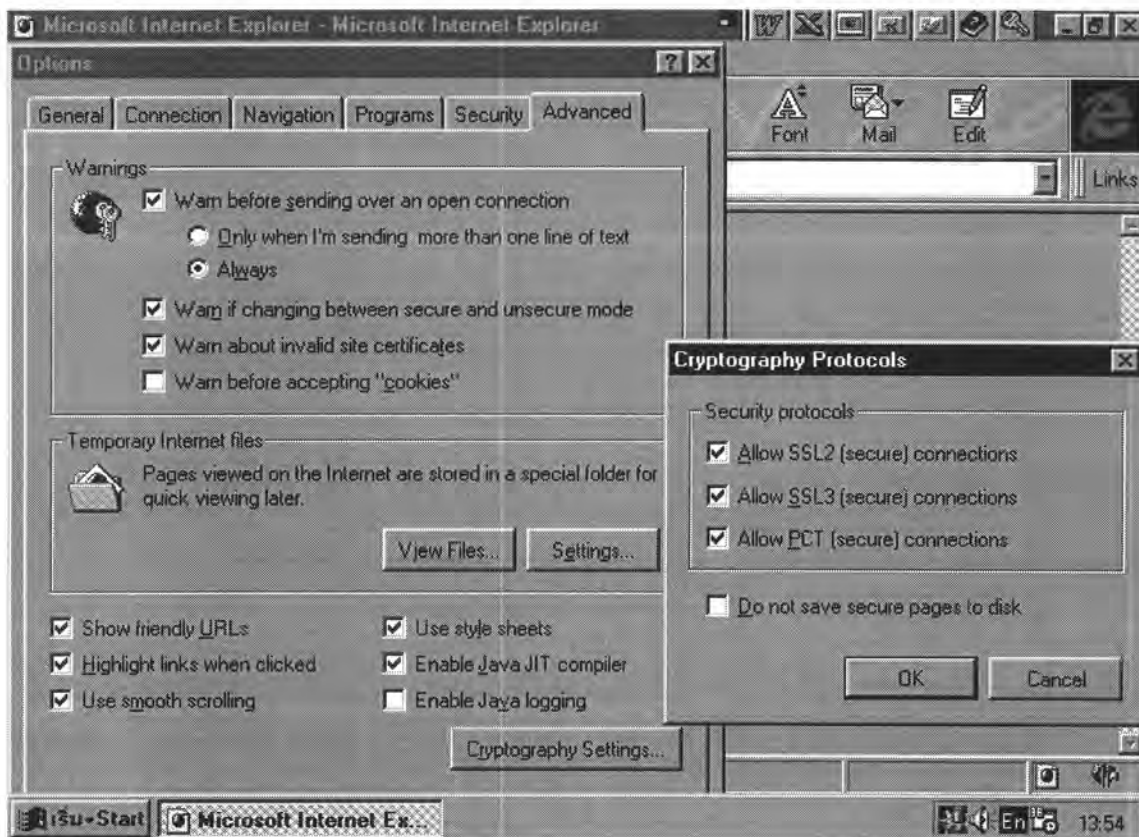 Microsoft Internet Explorer - Microsoft Internet Explorer
Options
General Connection Navigation Programs Security Advanced
Font Mail Edit
Links
Warnings
Warn before sending over an open connection
Only when I'm sending more than one line of text
Always
Warn if changing between secure and unsecure mode
Warn about invalid site certificates
Warn before accepting "cookies"
Temporary Internet files
Pages viewed on the Internet are stored in a special folder for
quick viewing later.
View Files... Settings...
Show friendly URLs
Highlight links when clicked
Use smooth scrolling
Use style sheets
Enable Java JIT compiler
Enable Java logging
Cryptography Settings...
Cryptography Protocols
Security protocols
Allow SSL2 (secure) connections
Allow SSL3 (secure) connections
Allow PCT (secure) connections
Do not save secure pages to disk
OK Cancel
เริ่ม-Start Microsoft Internet Ex... En 13:54